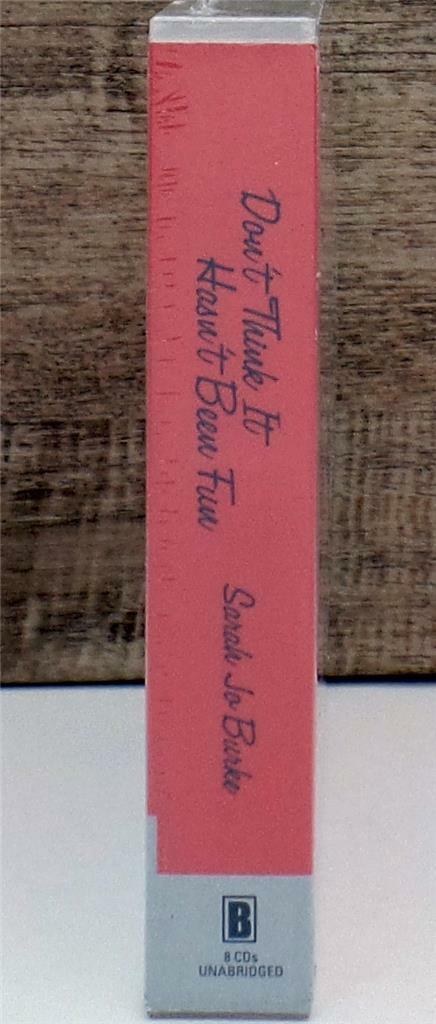 Don't Think It
Hasn't Been Fun
Sarah Jo Burke
B
8 CDs
UNABRIDGED